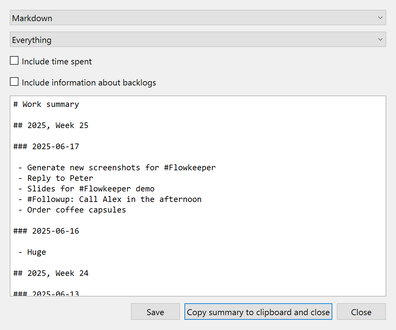 Markdown
Everything
Include time spent
Include information about backlogs
# Work summary
## 2025, Week 25
### 2025-06-17
- Generate new screenshots for #Flowkeeper
- Reply to Peter
- Slides for #Flowkeeper demo
- #Followup: Call Alex in the afternoon
- Order coffee capsules
### 2025-06-16
- Huge
## 2025, Week 24
### 2025-06-13
Save
Copy summary to clipboard and close
Close